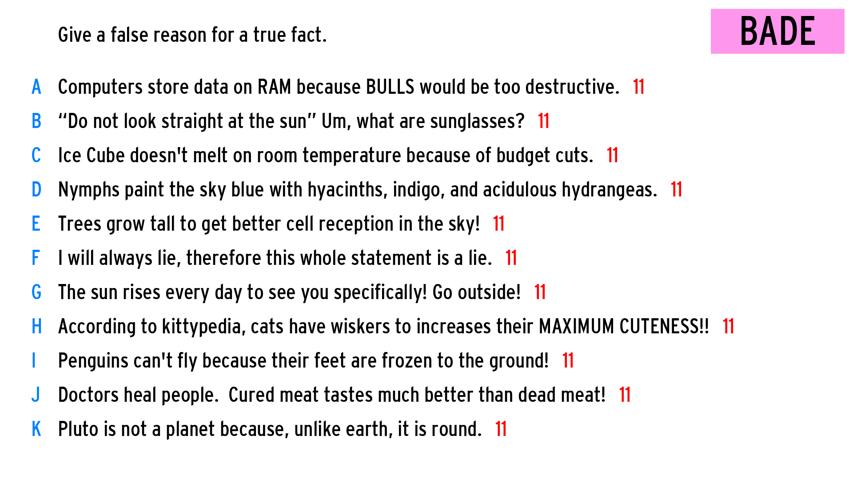 Give a false reason for a true fact.
BADE
A Computers store data on RAM because BULLS would be too destructive. 11
B “Do not look straight at the sun” Um, what are sunglasses? 11
C Ice Cube doesn't melt on room temperature because of budget cuts. 11
D Nymphs paint the sky blue with hyacinths, indigo, and acidulous hydrangeas. 11
E Trees grow tall to get better cell reception in the sky! 11
F I will always lie, therefore this whole statement is a lie. 11
G The sun rises every day to see you specifically! Go outside! 11
H According to kittypedia, cats have wiskers to increases their MAXIMUM CUTENESS!! 11
I Penguins can't fly because their feet are frozen to the ground! 11
J Doctors heal people.  Cured meat tastes much better than dead meat! 11
K Pluto is not a planet because, unlike earth, it is round. 11